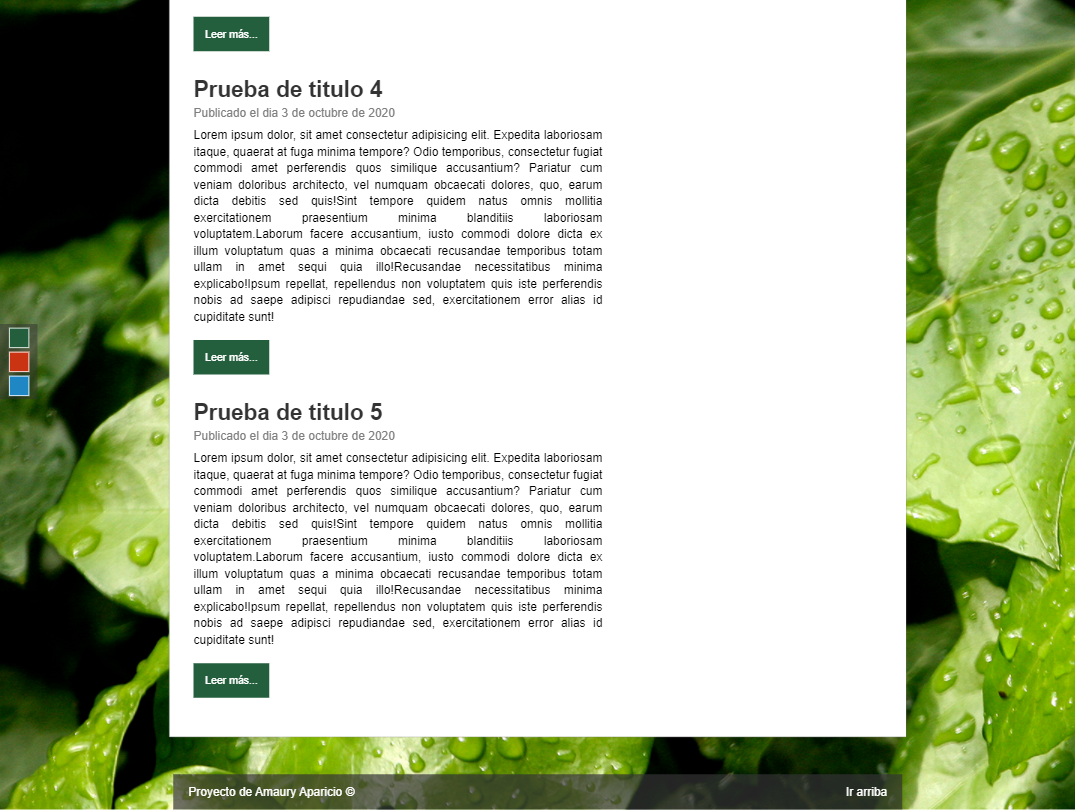 Leer más...
Prueba de titulo 4
Publicado el dia 3 de octubre de 2020
Lorem ipsum dolor, sit amet consectetur adipisicing elit. Expedita laboriosam
itaque, quaerat at fuga minima tempore? Odio temporibus, consectetur fugiat
commodi amet perferendis quos similique accusantium? Pariatur cum
veniam doloribus architecto, vel numquam obcaecati dolores, quo, earum
dicta debitis sed quis!Sint tempore quidem natus omnis mollitia
exercitationem praesentium minima blanditiis laboriosam
voluptatem.Laborum facere accusantium, iusto commodi dolore dicta ex
illum voluptatum quas a minima obcaecati recusandae temporibus totam
ullam in amet sequi quia illo!Recusandae necessitatibus minima
explicabo!Ipsum repellat, repellendus non voluptatem quis iste perferendis
nobis ad saepe adipisci repudiandae sed, exercitationem error alias id
cupiditate sunt!
Leer más...
Prueba de titulo 5
Publicado el dia 3 de octubre de 2020
Lorem ipsum dolor, sit amet consectetur adipisicing elit. Expedita laboriosam
itaque, quaerat at fuga minima tempore? Odio temporibus, consectetur fugiat
commodi amet perferendis quos similique accusantium? Pariatur cum
veniam doloribus architecto, vel numquam obcaecati dolores, quo, earum
dicta debitis sed quis!Sint tempore quidem natus omnis mollitia
exercitationem praesentium minima blanditiis laboriosam
voluptatem.Laborum facere accusantium, iusto commodi dolore dicta ex
illum voluptatum quas a minima obcaecati recusandae temporibus totam
ullam in amet sequi quia illo!Recusandae necessitatibus minima
explicabo!Ipsum repellat, repellendus non voluptatem quis iste perferendis
nobis ad saepe adipisci repudiandae sed, exercitationem error alias id
cupiditate sunt!
Leer más...
Proyecto de Amaury Aparicio © Ir arriba